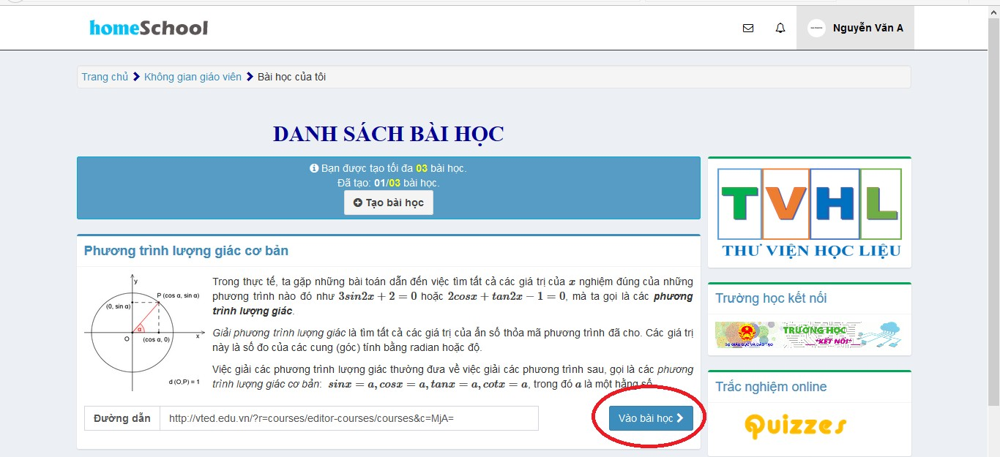 homeSchool
Nguyễn Văn A
Trang chủ Không gian giáo viên Bài học của tôi
DANH SÁCH BÀI HỌC
Bạn được tạo tối đa 03 bài học.
Đã tạo: 01/03 bài học.
Tạo bài học
Phương trình lượng giác cơ bản
y
P (cos α, sin α)
(0, sin α)
α
O
(cos α, 0)
x
d (O,P) = 1
Trong thực tế, ta gặp những bài toán dẫn đến việc tìm tất cả các giá trị của x nghiệm đúng của những
phương trình nào đó như 3sin2x + 2 = 0 hoặc 2cosx + tan2x − 1 = 0, mà ta gọi là các phương
trình lượng giác.
Giải phương trình lượng giác là tìm tất cả các giá trị của ẩn số thỏa mã phương trình đã cho. Các giá trị
này là số đo của các cung (góc) tính bằng radian hoặc độ.
Việc giải các phương trình lượng giác thường đưa về việc giải các phương trình sau, gọi là các phương
trình lượng giác cơ bản: sinx = a, cosx = a, tanx = a, cotx = a, trong đó a là một hằng số.
Đường dẫn http://vted.edu.vn/?r=courses/editor-courses/courses&c=MjA=
Vào bài học
TVHL
THƯ VIỆN HỌC LIỆU
Trường học kết nối
BỘ GIÁO DỤC VÀ ĐÀO TẠO
TRƯỜNG HỌC
"KẾT NỐI"
Trắc nghiệm online
Quizzes